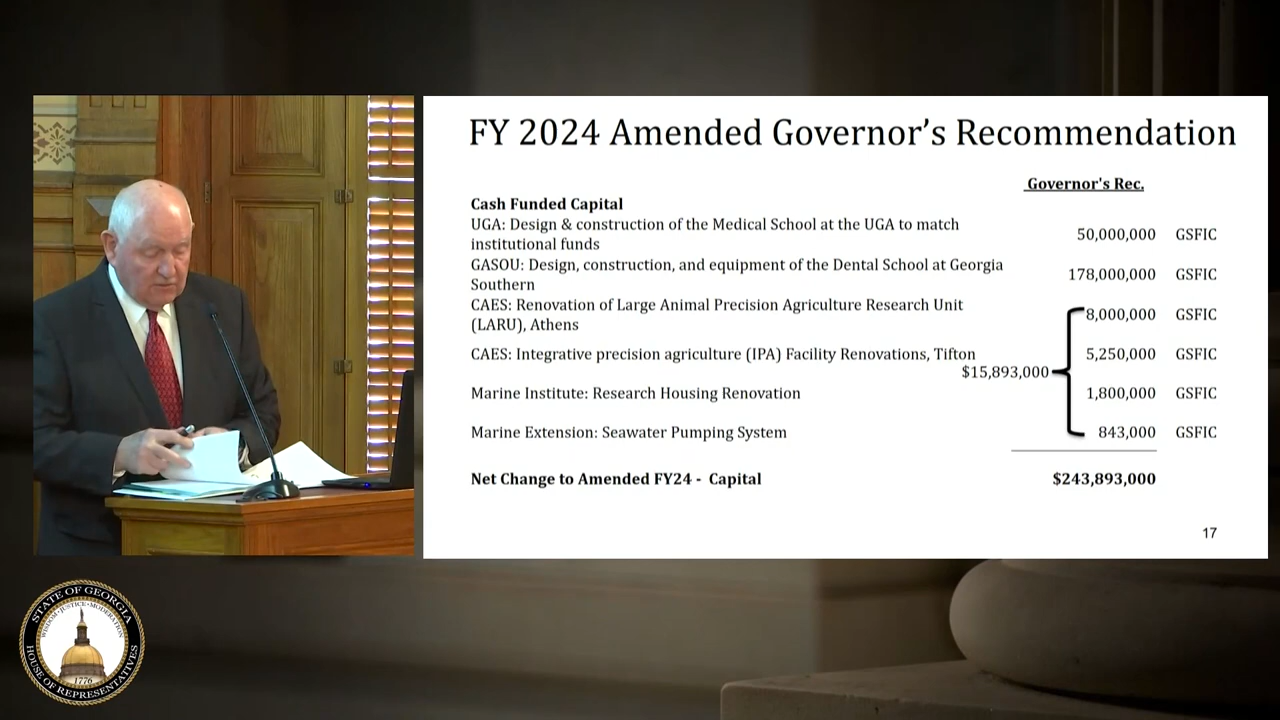 FY 2024 Amended Governor's Recommendation
Governor's Rec.
Cash Funded Capital
UGA: Design & construction of the Medical School at the UGA to match
institutional funds
50,000,000 GSFIC
GASOU: Design, construction, and equipment of the Dental School at Georgia
Southern
178,000,000 GSFIC
CAES: Renovation of Large Animal Precision Agriculture Research Unit
(LARU), Athens
8,000,000 GSFIC
CAES: Integrative precision agriculture (IPA) Facility Renovations, Tifton
5,250,000 GSFIC
$15,893,000
Marine Institute: Research Housing Renovation
1,800,000 GSFIC
Marine Extension: Seawater Pumping System
843,000 GSFIC
Net Change to Amended FY24 - Capital
$243,893,000
17
STATE OF GEORGIA
WISDOM JUSTICE MODERATION
1776
HOUSE OF REPRESENTATIVES